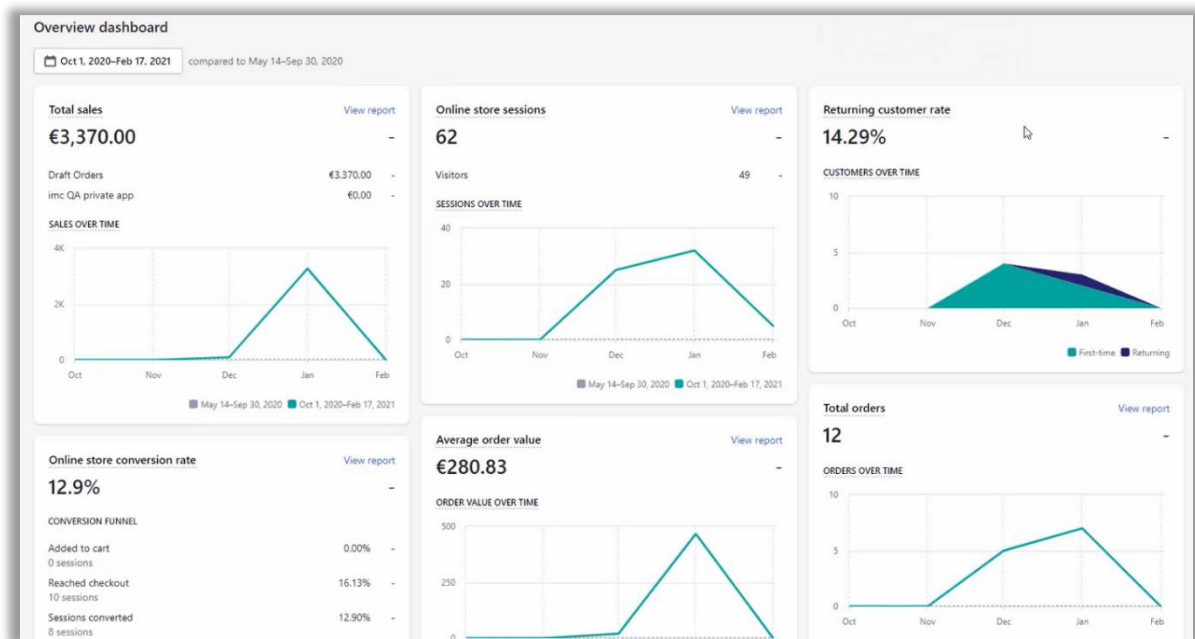 Overview dashboard
Oct 1, 2020–Feb 17, 2021 compared to May 14–Sep 30, 2020
Total sales View report
€3,370.00 -
Draft Orders €3,370.00 -
imc QA private app €0.00 -
SALES OVER TIME
4K
2K
0
Oct Nov Dec Jan Feb
May 14–Sep 30, 2020 Oct 1, 2020–Feb 17, 2021
Online store conversion rate View report
12.9% -
CONVERSION FUNNEL
Added to cart 0.00% -
0 sessions
Reached checkout 16.13% -
10 sessions
Sessions converted 12.90% -
8 sessions
Online store sessions View report
62 -
Visitors 49 -
SESSIONS OVER TIME
40
20
0
Oct Nov Dec Jan Feb
May 14–Sep 30, 2020 Oct 1, 2020–Feb 17, 2021
Average order value View report
€280.83 -
ORDER VALUE OVER TIME
500
250
0
Returning customer rate
14.29% -
CUSTOMERS OVER TIME
10
5
0
Oct Nov Dec Jan Feb
First-time Returning
Total orders View report
12 -
ORDERS OVER TIME
10
5
0
Oct Nov Dec Jan Feb